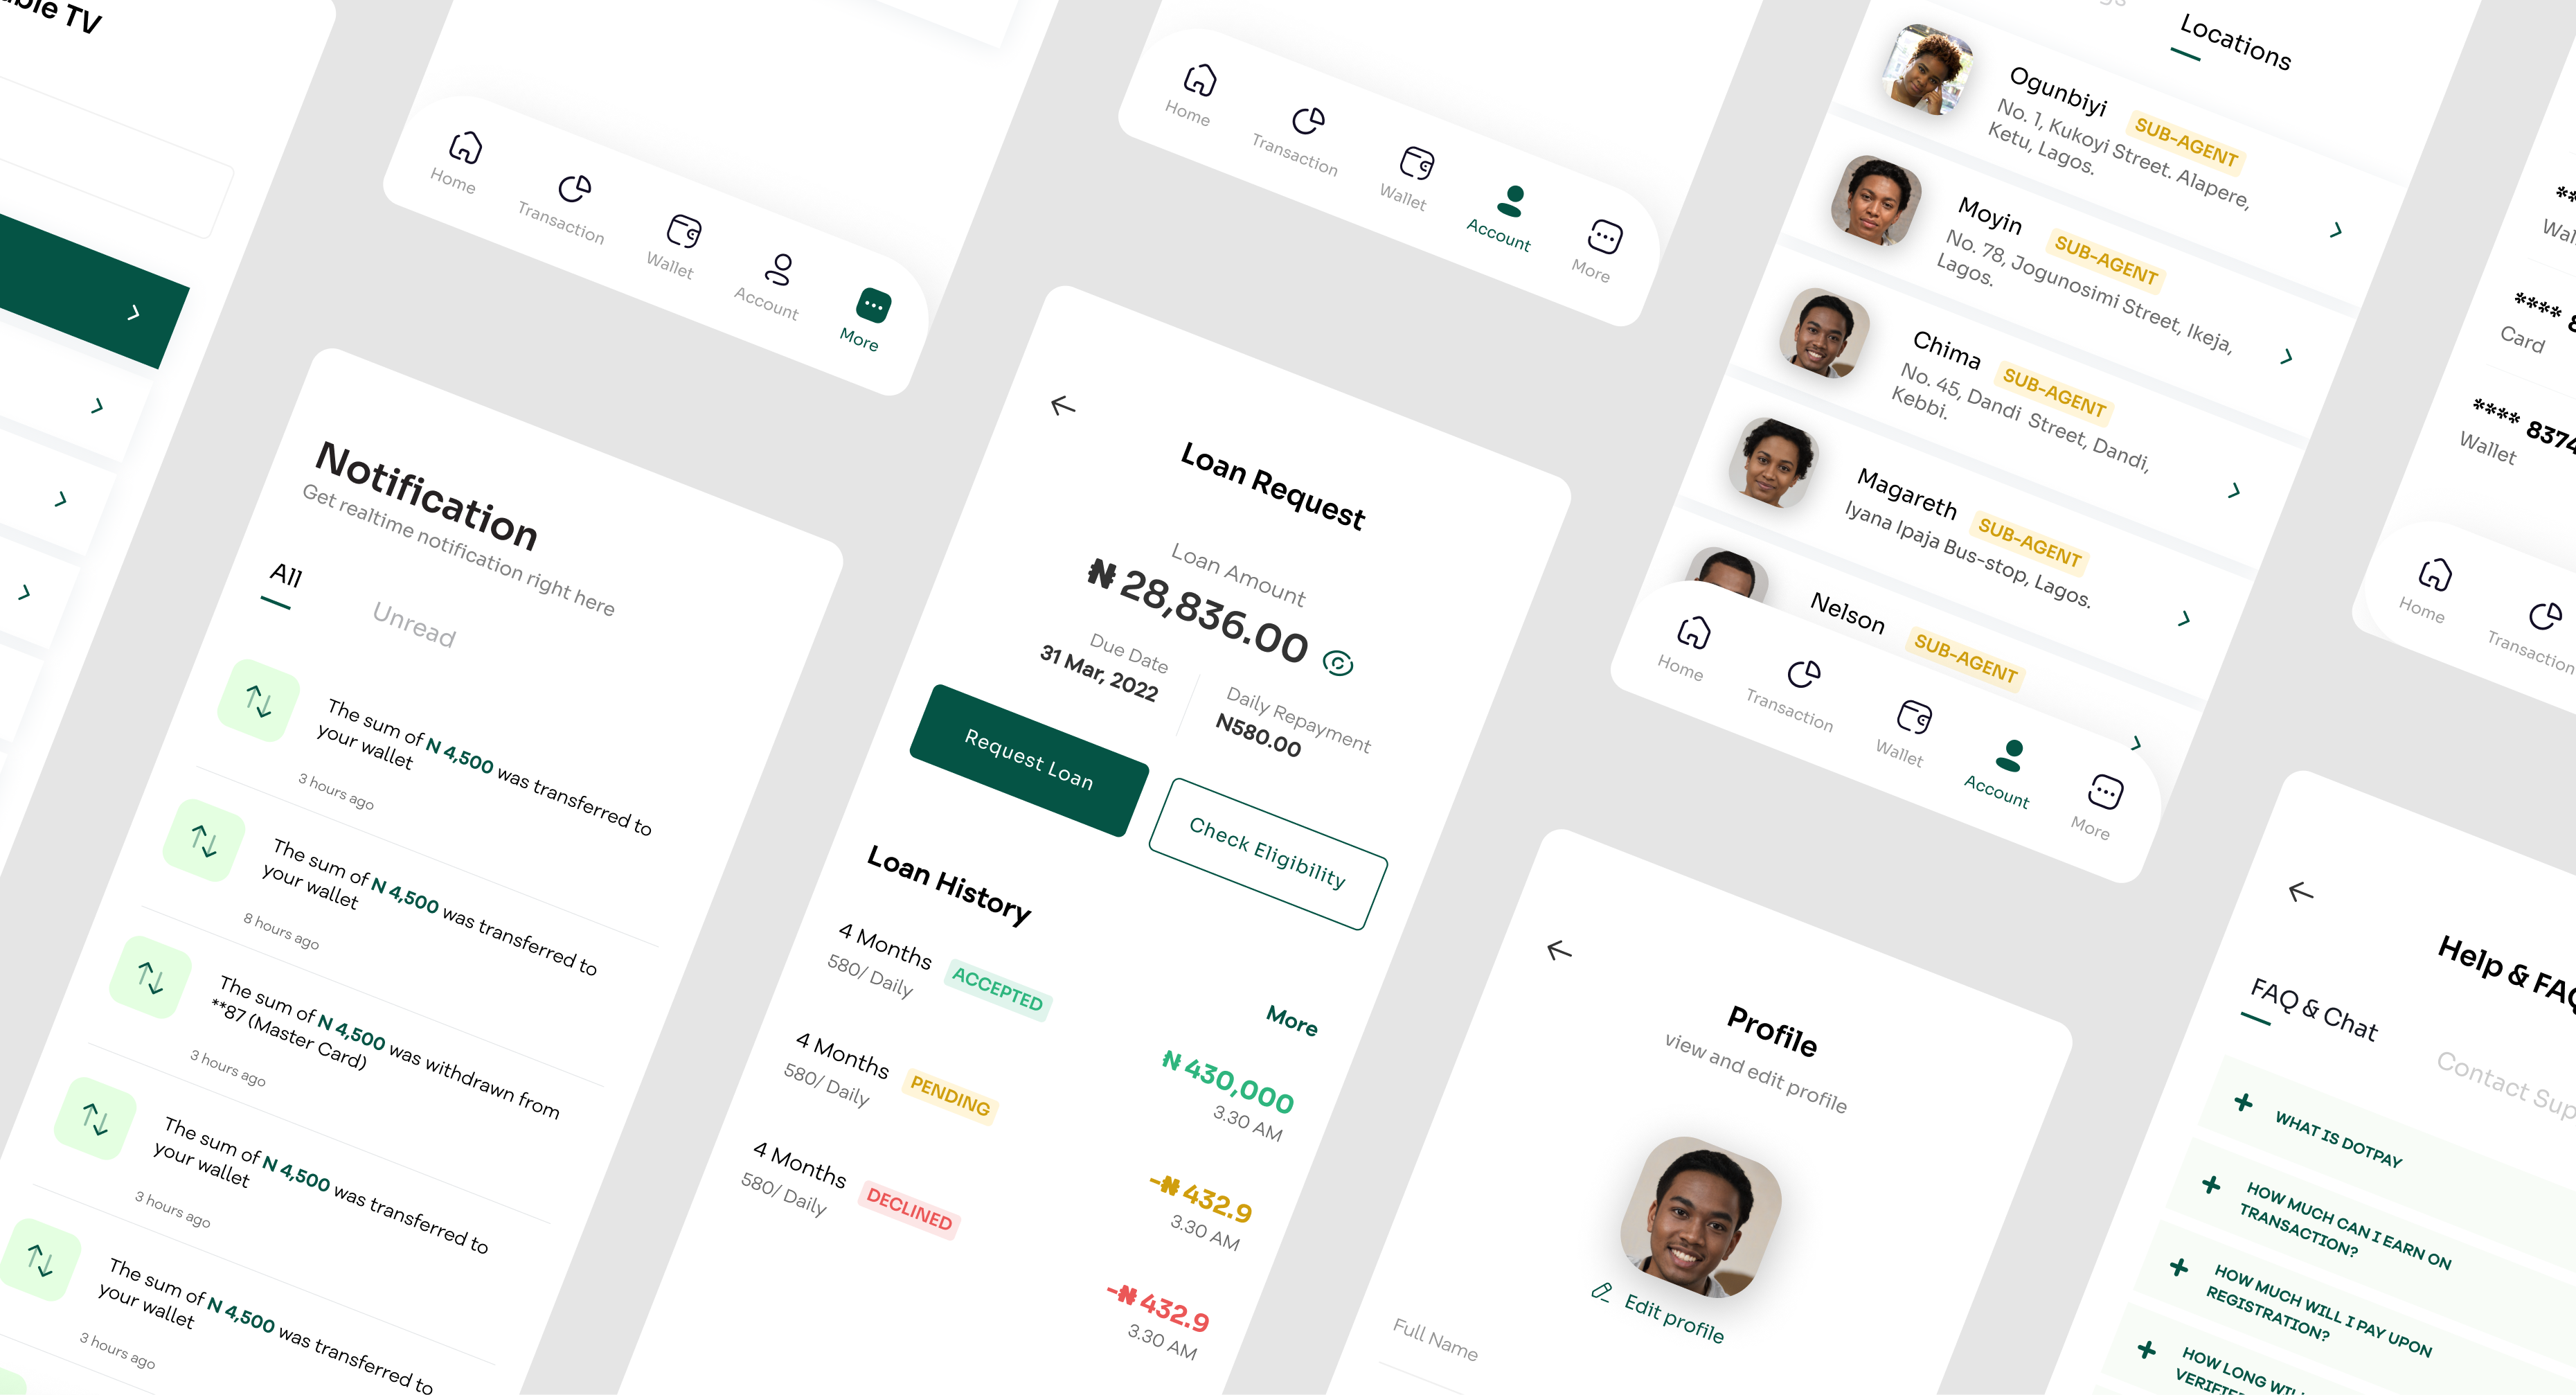 TV
Home
Transaction
Wallet
Account
More
Notification
Get realtime notification right here
All
Unread
The sum of N 4,500 was transferred to
your wallet
3 hours ago
The sum of N 4,500 was transferred to
your wallet
8 hours ago
The sum of N 4,500 was withdrawn from
**87 (Master Card)
3 hours ago
The sum of N 4,500 was transferred to
your wallet
3 hours ago
The sum of N 4,500 was transferred to
your wallet
3 hours ago
Home
Transaction
Wallet
Account
More
Loan Request
Loan Amount
₦ 28,836.00
Due Date
31 Mar, 2022
Daily Repayment
N580.00
Request Loan
Check Eligibility
Loan History
More
4 Months
580/ Daily
ACCEPTED
₦ 430,000
3.30 AM
4 Months
580/ Daily
PENDING
-₦ 432.9
3.30 AM
4 Months
580/ Daily
DECLINED
-₦ 432.9
3.30 AM
Locations
Ogunbiyi SUB-AGENT
No. 1, Kukoyi Street. Alapere,
Ketu, Lagos.
Moyin SUB-AGENT
No. 78, Jogunosimi Street, Ikeja,
Lagos.
Chima SUB-AGENT
No. 45, Dandi Street, Dandi,
Kebbi.
Magareth SUB-AGENT
Iyana Ipaja Bus-stop, Lagos.
Nelson SUB-AGENT
Home
Transaction
Wallet
Account
More
Profile
view and edit profile
Edit profile
Full Name
****
Card
**** 8374
Wallet
Home
Transaction
Help & FAQ
FAQ & Chat
Contact
WHAT IS DOTPAY
HOW MUCH CAN I EARN ON
TRANSACTION?
HOW MUCH WILL I PAY UPON
REGISTRATION?
HOW LONG